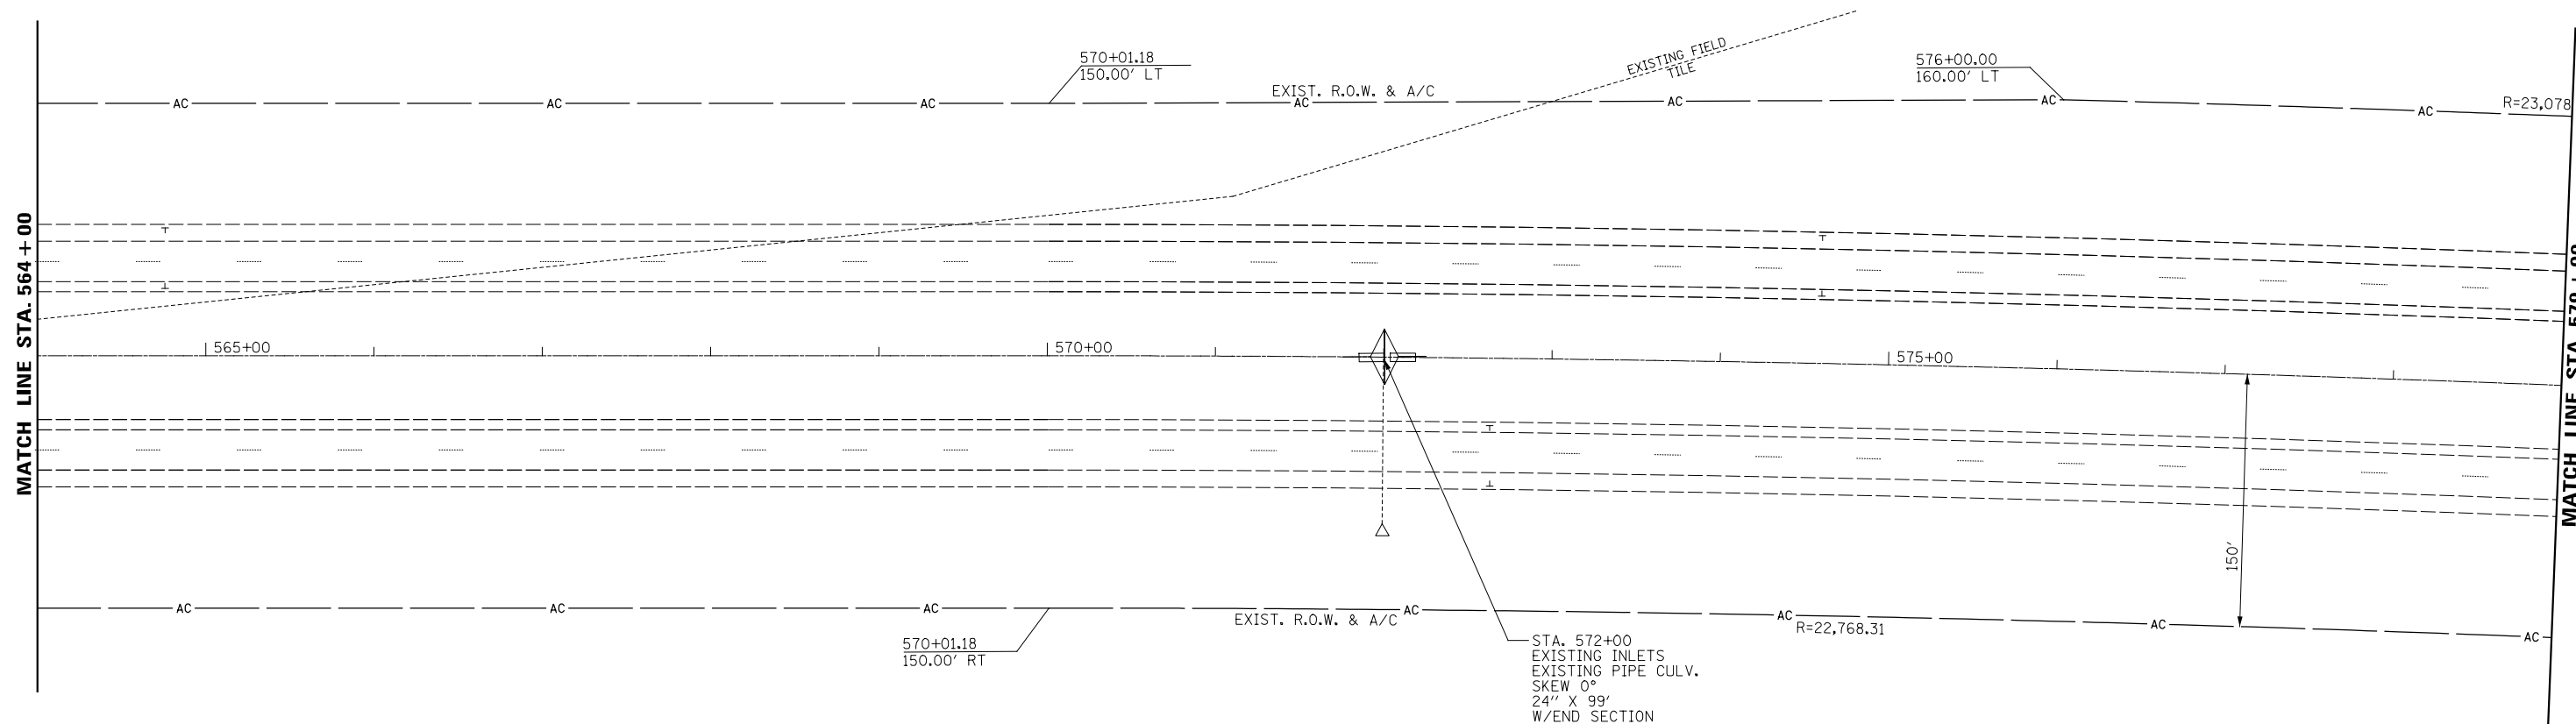 570+01.18
150.00' LT
EXISTING FIELD
TILE
576+00.00
160.00' LT
EXIST. R.O.W. & A/C
AC
AC
AC
AC
AC
AC
AC
R=23,078
MATCH LINE STA. 564+00
565+00
570+00
575+00
MATCH LINE STA.
150'
AC
AC
AC
AC
AC
AC
AC
EXIST. R.O.W. & A/C
R=22,768.31
570+01.18
150.00' RT
STA. 572+00
EXISTING INLETS
EXISTING PIPE CULV.
SKEW 0°
24" X 99'
W/END SECTION